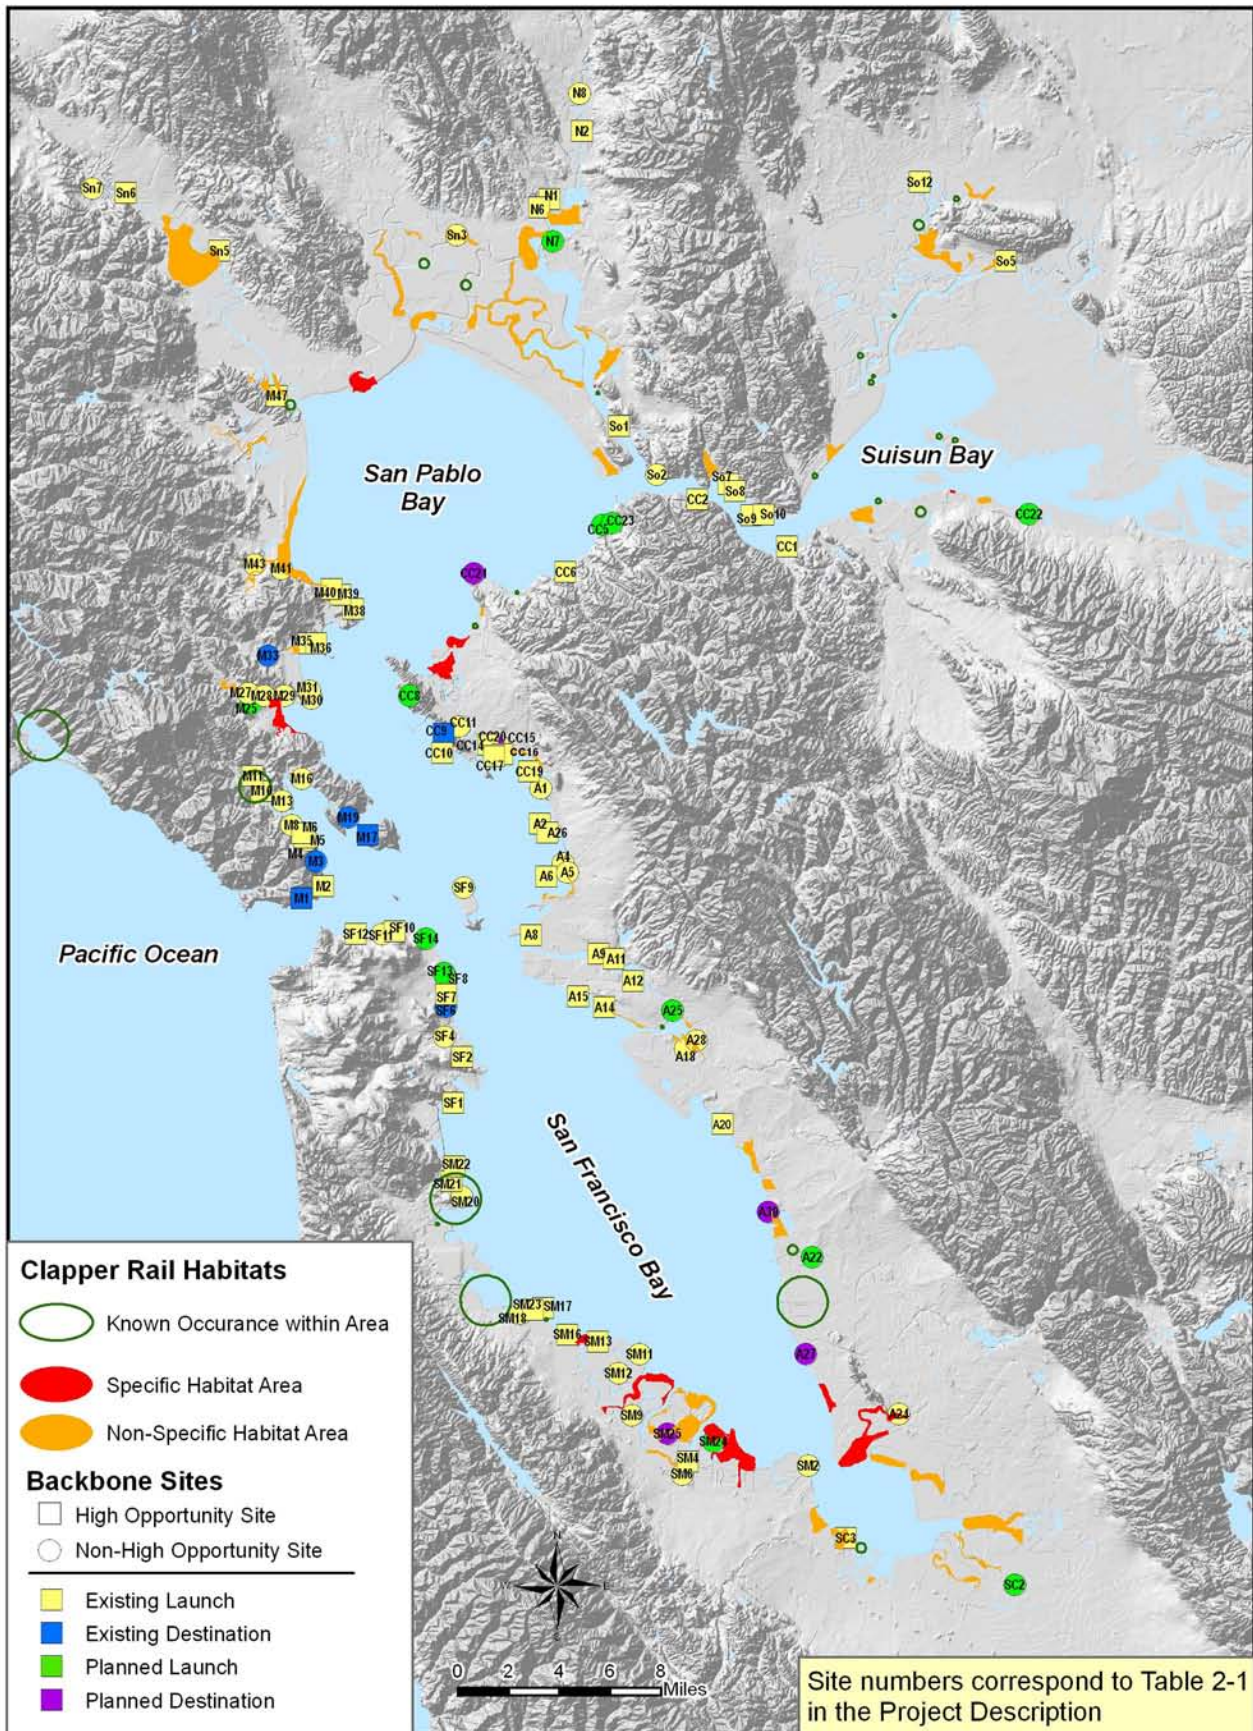 N8
N2
Sn7
Sn6
So12
N1
N6
Sn3
N7
Sn5
So5
M47
So1
San Pablo
Bay
Suisun Bay
So2
So7
So8
CC2
So9
So10
CC23
CC5
CC22
CC1
M43
M41
CC21
CC6
M40
M39
M38
M35
M36
M33
M27
M28
M29
M31
M30
M25
CC8
CC11
CC9
CC20
CC15
CC14
CC16
CC10
CC17
CC19
M11
M16
M10
A1
M13
M19
M8
M6
M17
A2
A26
M5
M4
M3
A4
A5
A6
M2
SF9
M1
SF12
SF11
SF10
SF14
A8
Pacific Ocean
A9
A11
SF13
SF8
A12
SF7
A15
A14
SF6
A25
SF4
A28
SF2
A18
SF1
A20
San Francisco Bay
SM22
SM21
SM20
A22
SM23
SM17
SM18
SM16
SM13
SM11
A27
SM12
SM9
A24
SM25
SM24
SM4
SM2
SM6
SC3
SC2
Clapper Rail Habitats
Known Occurance within Area
Specific Habitat Area
Non-Specific Habitat Area
Backbone Sites
High Opportunity Site
Non-High Opportunity Site
Existing Launch
Existing Destination
Planned Launch
Planned Destination
N
W E
S
0 2 4 6 8
Miles
Site numbers correspond to Table 2-1
in the Project Description